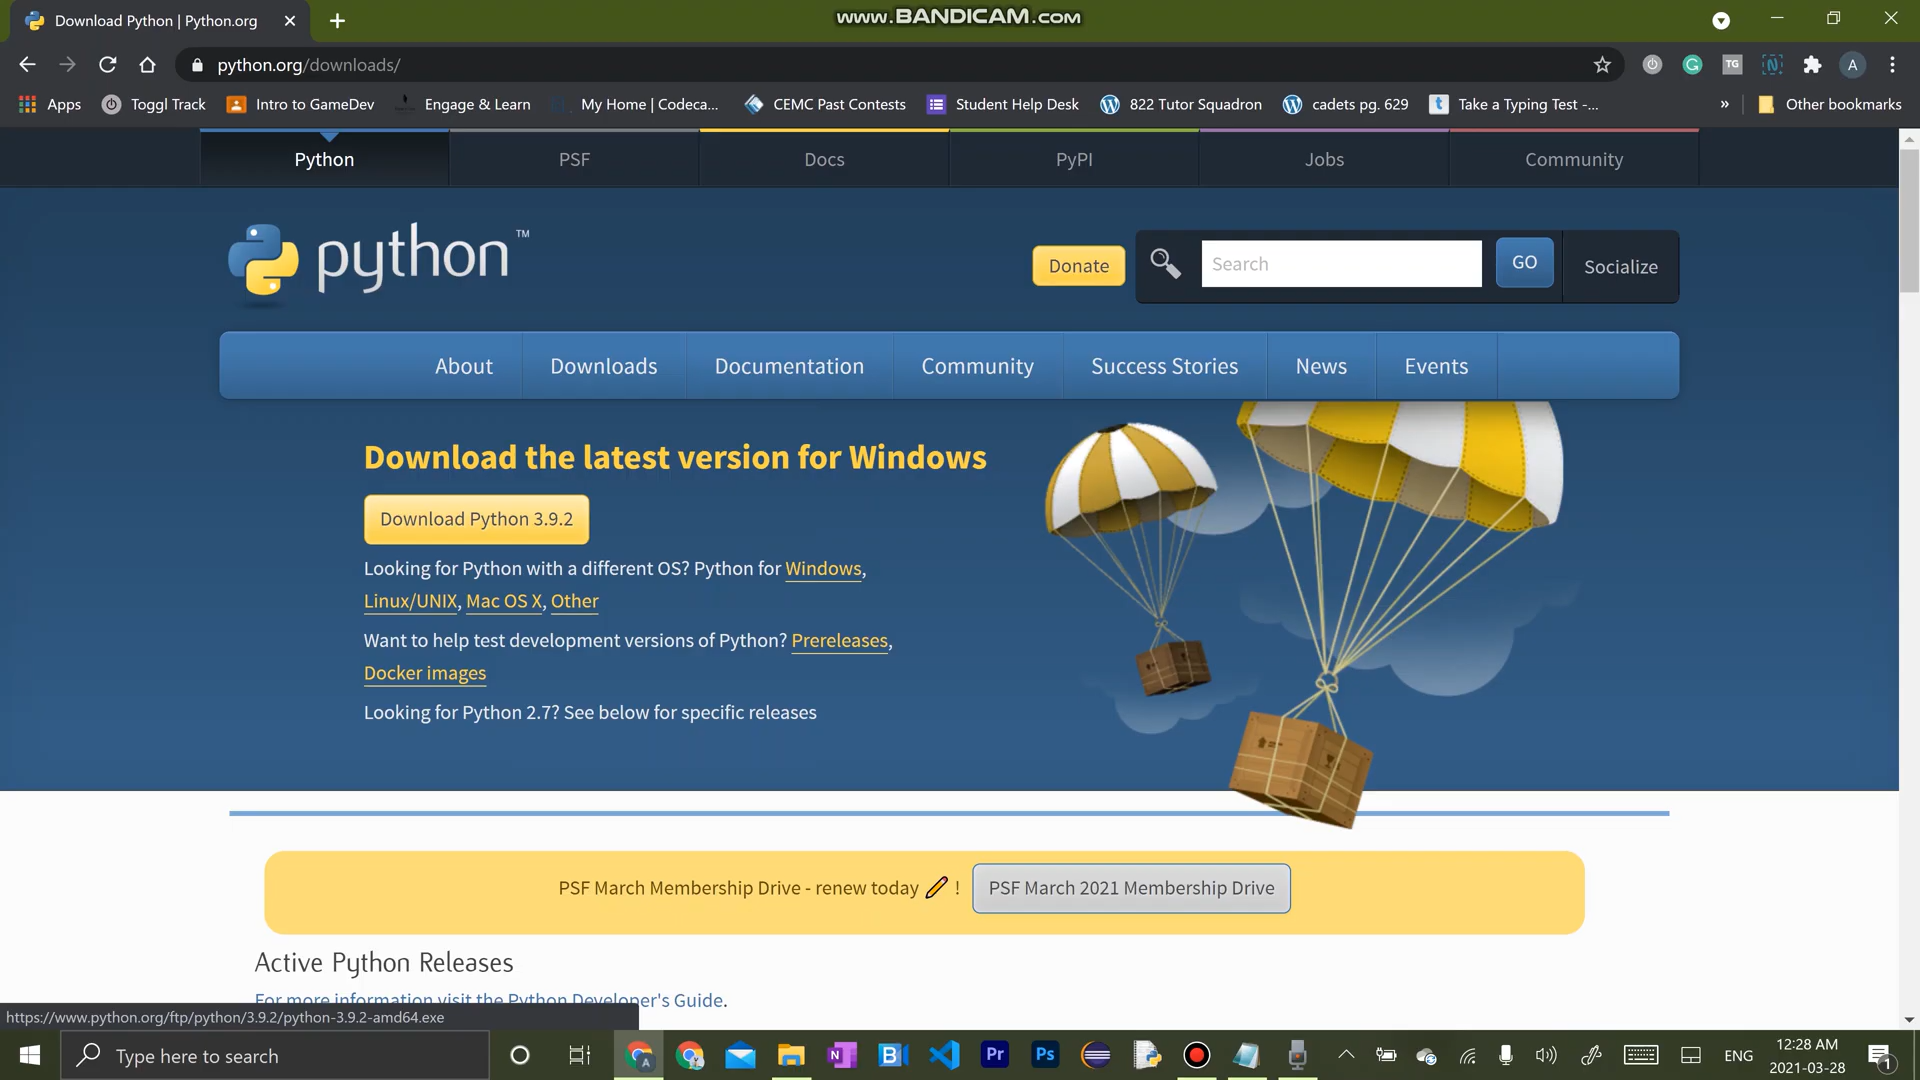 Download Python | Python.org
www.BANDICAM.com
python.org/downloads/
TG
A
Apps
Toggl Track
Intro to GameDev
Engage & Learn
My Home | Codeca...
CEMC Past Contests
Student Help Desk
822 Tutor Squadron
cadets pg. 629
Take a Typing Test -...
»
Other bookmarks
Python
PSF
Docs
PyPI
Jobs
Community
python™
Donate
Search
GO
Socialize
About
Downloads
Documentation
Community
Success Stories
News
Events
Download the latest version for Windows
Download Python 3.9.2
Looking for Python with a different OS? Python for Windows,
Linux/UNIX, Mac OS X, Other
Want to help test development versions of Python? Prereleases,
Docker images
Looking for Python 2.7? See below for specific releases
PSF March Membership Drive - renew today !
PSF March 2021 Membership Drive
Active Python Releases
For more information visit the Python Developer's Guide.
https://www.python.org/ftp/python/3.9.2/python-3.9.2-amd64.exe
Type here to search
Pr
Ps
ENG
12:28 AM
2021-03-28
1